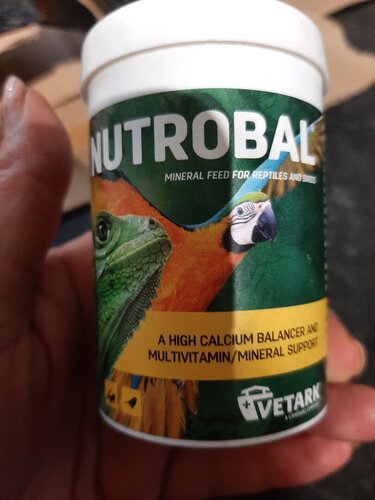 NUTROBAL
MINERAL FEED FOR REPTILES AND BIRDS
A HIGH CALCIUM BALANCER AND
MULTIVITAMIN/MINERAL SUPPORT
VETARK